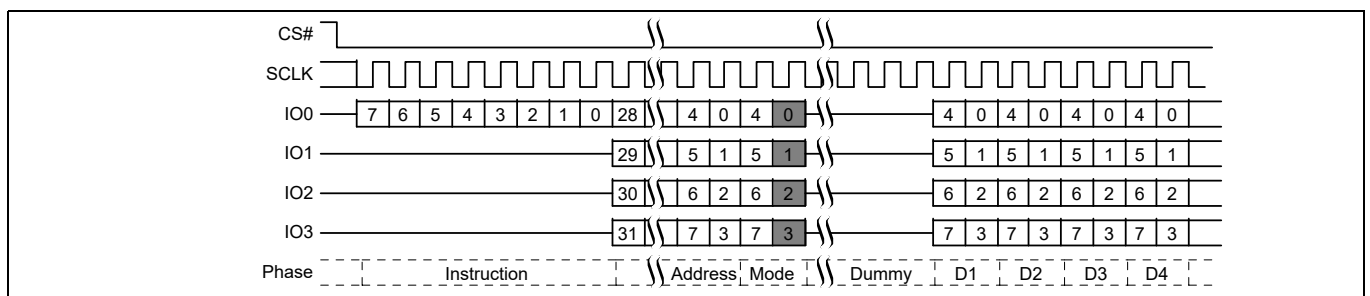 CS#
SCLK
IO0 7 6 5 4 3 2 1 0 28 4 0 4 0 4 0 4 0 4 0 4 0
IO1 29 5 1 5 1 5 1 5 1 5 1 5 1
IO2 30 6 2 6 2 6 2 6 2 6 2 6 2
IO3 31 7 3 7 3 7 3 7 3 7 3 7 3
Phase Instruction Address Mode Dummy D1 D2 D3 D4